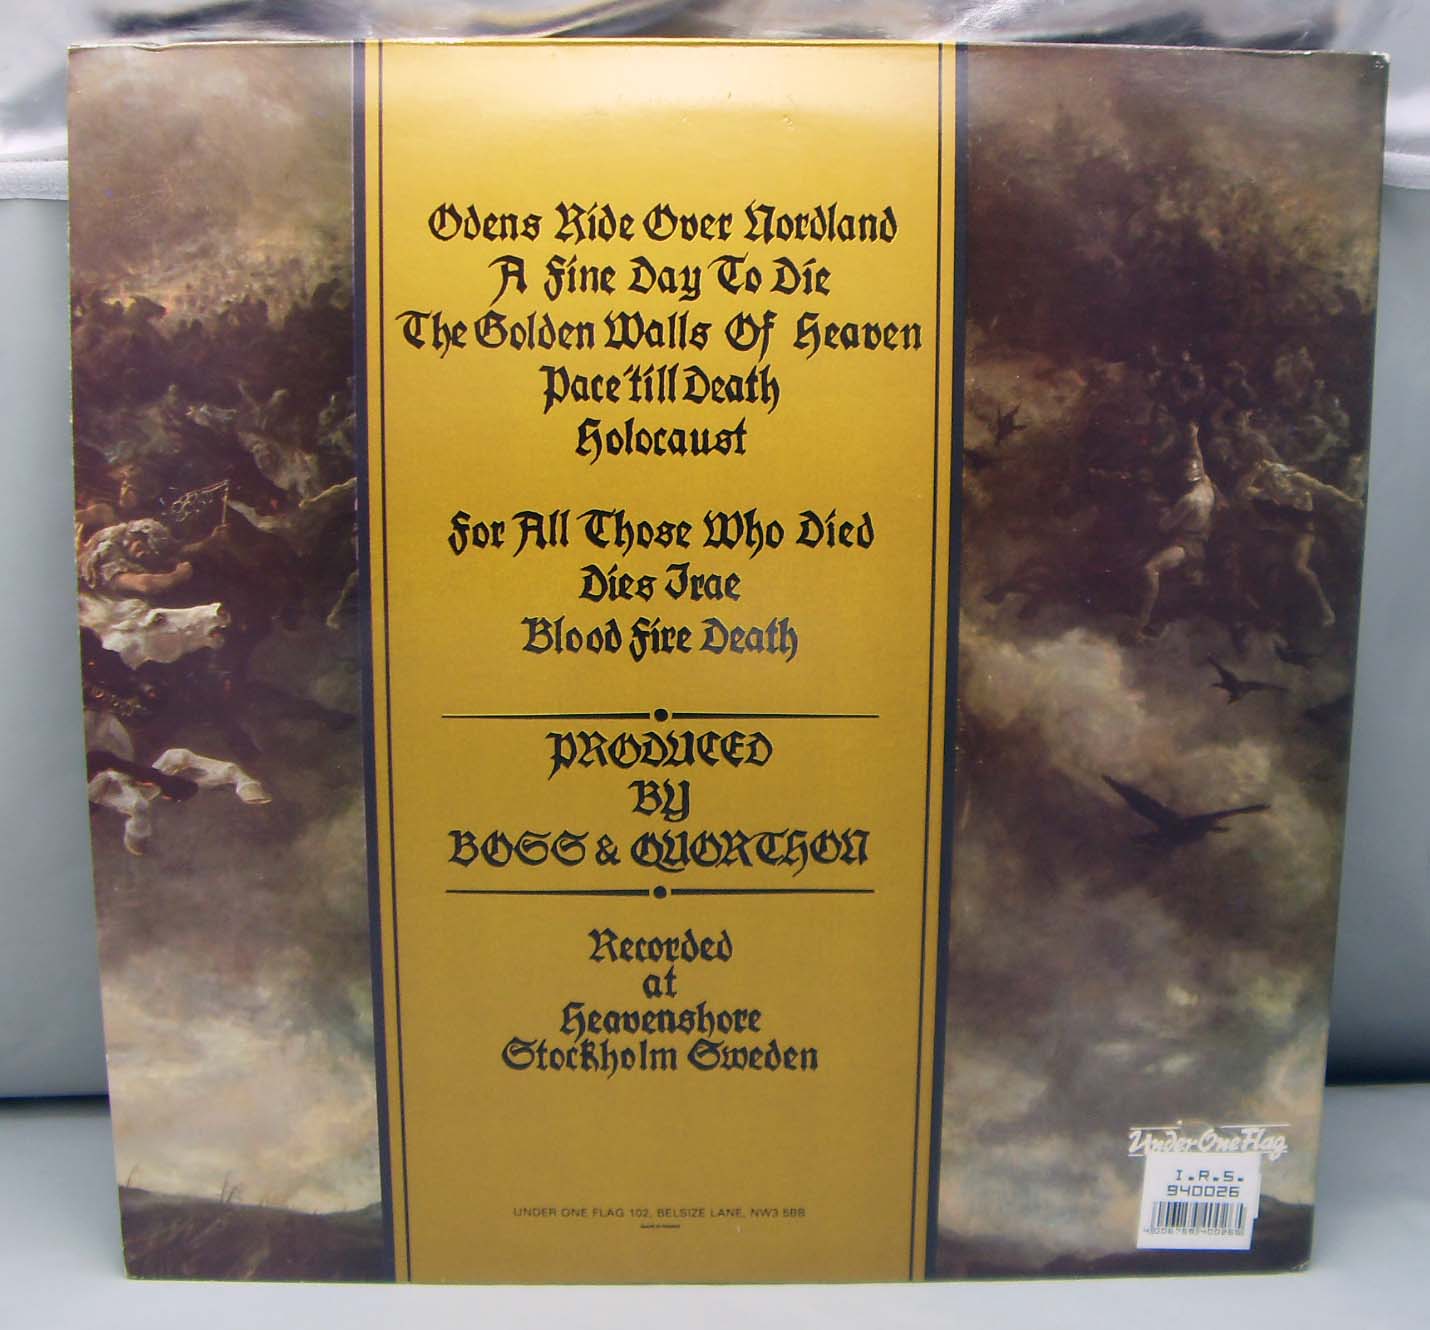 Odens Ride Over Nordland
A Fine Day To Die
The Golden Walls Of Heaven
Pace 'till Death
Holocaust
For All Those Who Died
Dies Irae
Blood Fire Death
PRODUCED
BY
BOSS & QUORTHON
Recorded
at
Heavenshore
Stockholm Sweden
Under One Flag
I.R.S.
940026
UNDER ONE FLAG 102, BELSIZE LANE, NW3 5BB